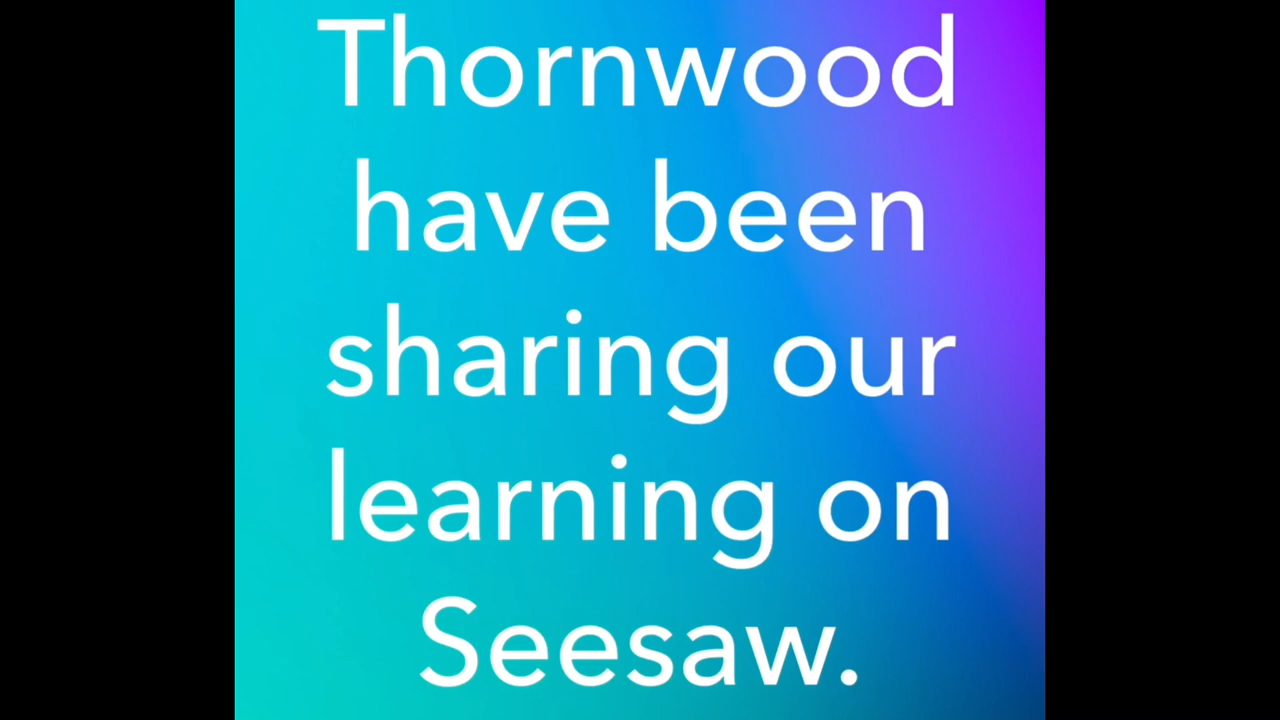 Thornwood
have been
sharing our
learning on
Seesaw.